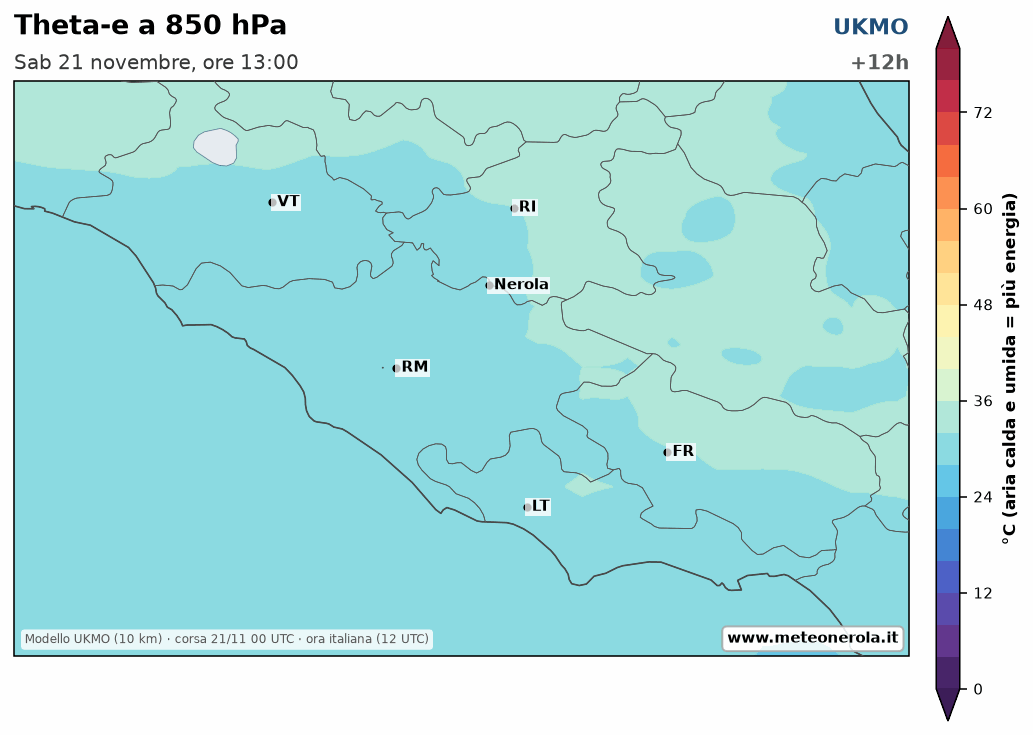 Theta-e a 850 hPa
UKMO
Sab 21 novembre, ore 13:00
+12h
VT
RI
Nerola
RM
FR
LT
Modello UKMO (10 km) · corsa 21/11 00 UTC · ora italiana (12 UTC)
www.meteonerola.it
72
60
48
36
24
12
0
°C (aria calda e umida = più energia)